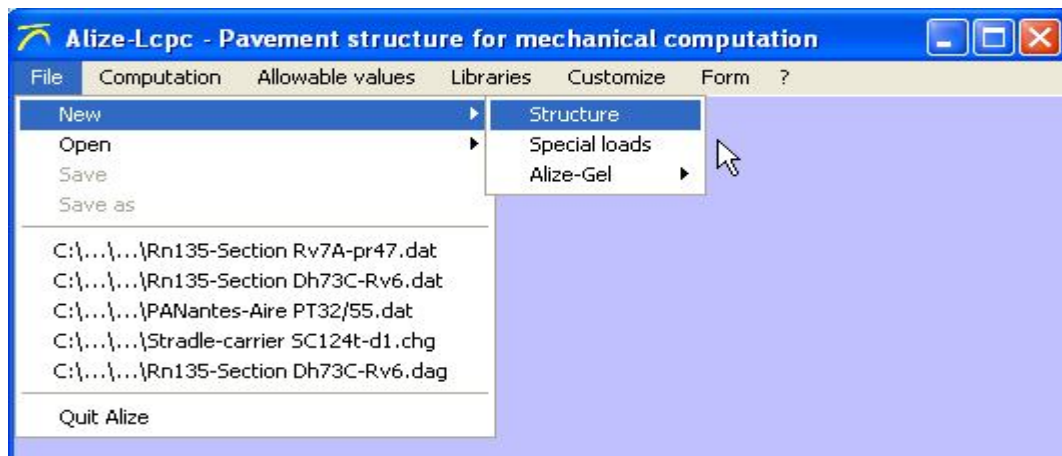 Alize-Lcpc - Pavement structure for mechanical computation
File Computation Allowable values Libraries Customize Form ?
New
Structure
Open
Special loads
Save
Alize-Gel
Save as
C:\...\...\Rn135-Section Rv7A-pr47.dat
C:\...\...\Rn135-Section Dh73C-Rv6.dat
C:\...\...\PANantes-Aire PT32/55.dat
C:\...\...\Stradle-carrier SC124t-d1.chg
C:\...\...\Rn135-Section Dh73C-Rv6.dag
Quit Alize